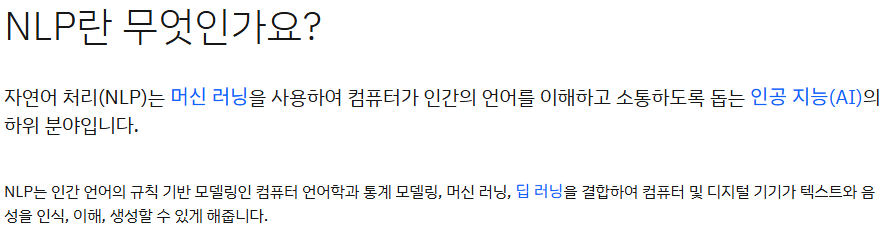 NLP란 무엇인가요?
자연어 처리(NLP)는 머신 러닝을 사용하여 컴퓨터가 인간의 언어를 이해하고 소통하도록 돕는 인공 지능(AI)의
하위 분야입니다.
NLP는 인간 언어의 규칙 기반 모델링인 컴퓨터 언어학과 통계 모델링, 머신 러닝, 딥 러닝을 결합하여 컴퓨터 및 디지털 기기가 텍스트와 음
성을 인식, 이해, 생성할 수 있게 해줍니다.